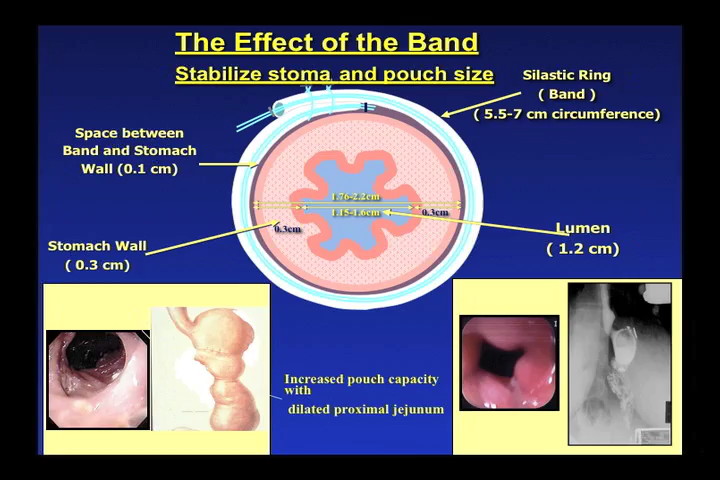 The Effect of the Band
Stabilize stoma and pouch size
Silastic Ring
( Band )
( 5.5-7 cm circumference)
Space between
Band and Stomach
Wall (0.1 cm)
1.76-2.2cm
1.15-1.6cm
0.3cm
0.3cm
Lumen
( 1.2 cm)
Stomach Wall
( 0.3 cm)
Increased pouch capacity
with
dilated proximal jejunum